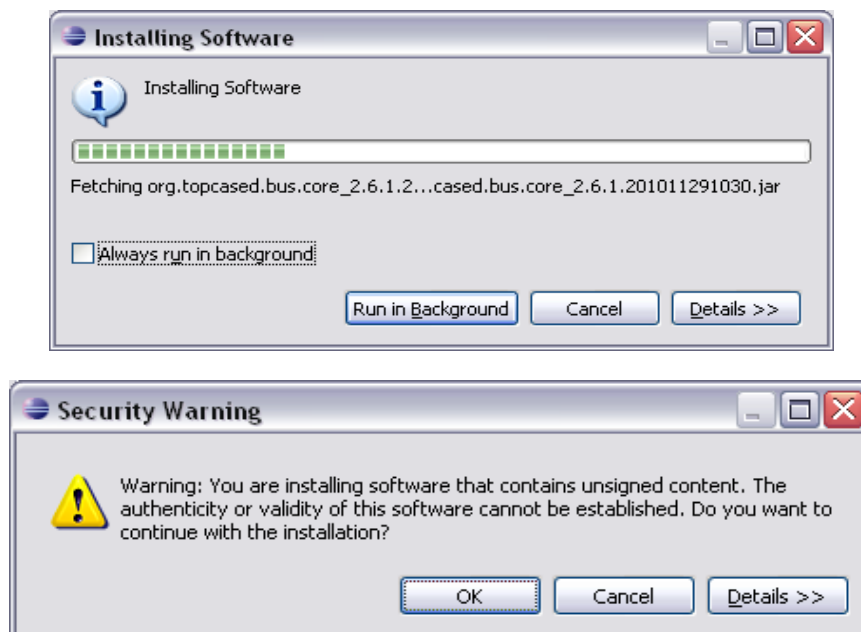 Installing Software
Installing Software
Fetching org.topcased.bus.core_2.6.1.2...cased.bus.core_2.6.1.201011291030.jar
Always run in background
Run in Background Cancel Details >>
Security Warning
Warning: You are installing software that contains unsigned content. The
authenticity or validity of this software cannot be established. Do you want to
continue with the installation?
OK Cancel Details >>